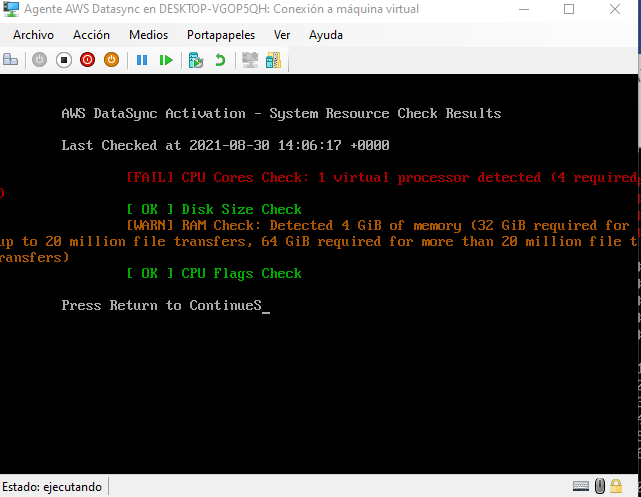 Agente AWS Datasync en DESKTOP-VGOP5QH: Conexión a máquina virtual
Archivo Acción Medios Portapapeles Ver Ayuda
AWS DataSync Activation - System Resource Check Results
Last Checked at 2021-08-30 14:06:17 +0000
[FAIL] CPU Cores Check: 1 virtual processor detected (4 required
)
[ OK ] Disk Size Check
[WARN] RAM Check: Detected 4 GiB of memory (32 GiB required for
up to 20 million file transfers, 64 GiB required for more than 20 million file t
ransfers)
[ OK ] CPU Flags Check
Press Return to ContinueS_
Estado: ejecutando